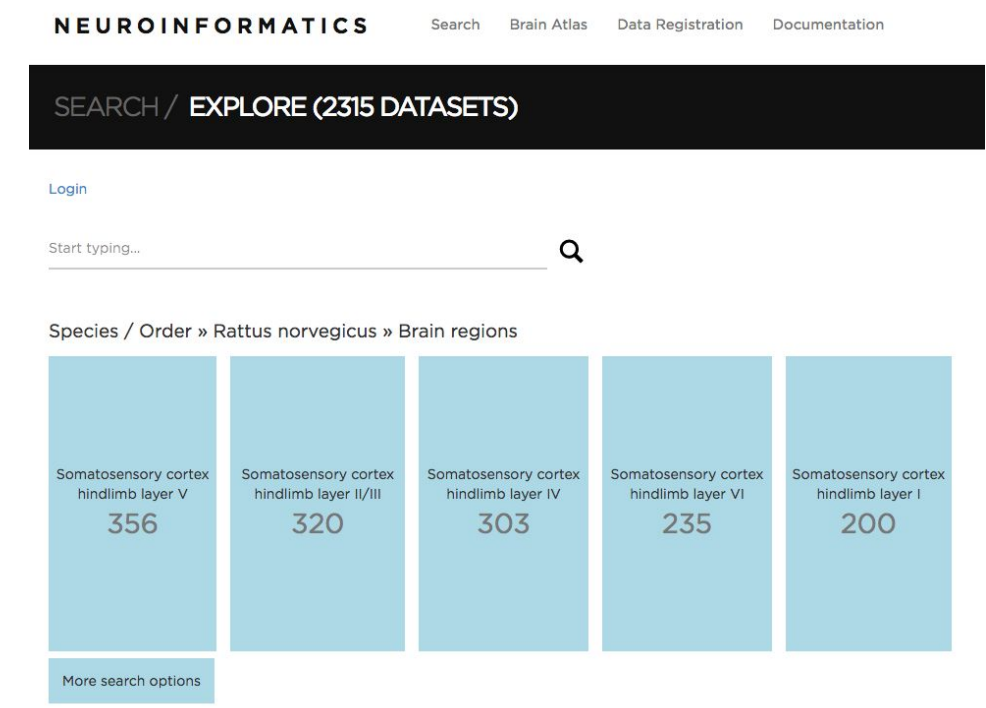 NEUROINFORMATICS Search Brain Atlas Data Registration Documentation
SEARCH / EXPLORE (2315 DATASETS)
Login
Start typing...
Species / Order » Rattus norvegicus » Brain regions
Somatosensory cortex
hindlimb layer V
356
Somatosensory cortex
hindlimb layer II/III
320
Somatosensory cortex
hindlimb layer IV
303
Somatosensory cortex
hindlimb layer VI
235
Somatosensory cortex
hindlimb layer I
200
More search options